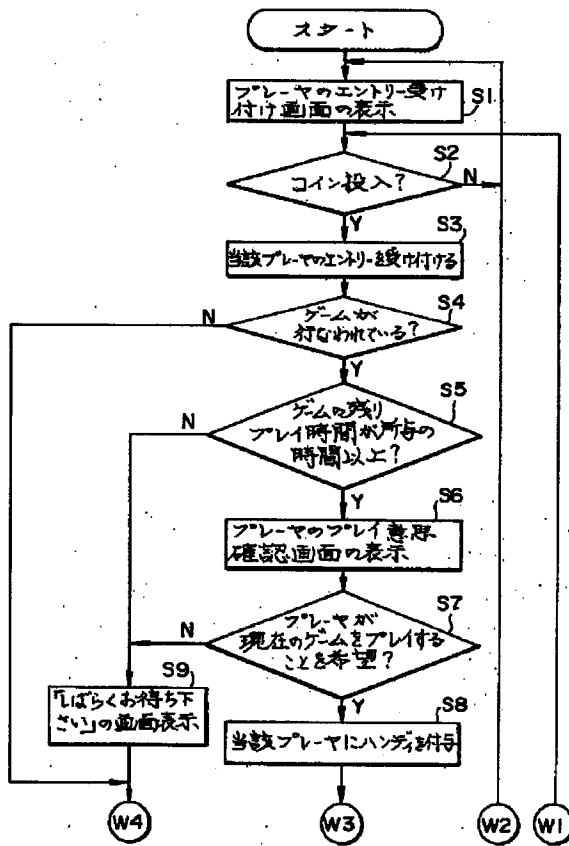 スタート
プレーヤのエントリー受け
付け画面の表示
S1
S2
コイン投入?
N
Y
S3
当該プレーヤのエントリーを受け付ける
S4
N
ゲームが
行なわれている?
Y
S5
N
ゲームの残り
プレイ時間が所与の
時間以上?
Y
S6
プレーヤのプレイ意思
確認画面の表示
S7
N
プレーヤが
現在のゲームをプレイする
ことを希望?
Y
S9
「しばらくお待ち下
さい」の画面表示
S8
当該プレーヤにハンディを付与
W4
W3
W2
W1